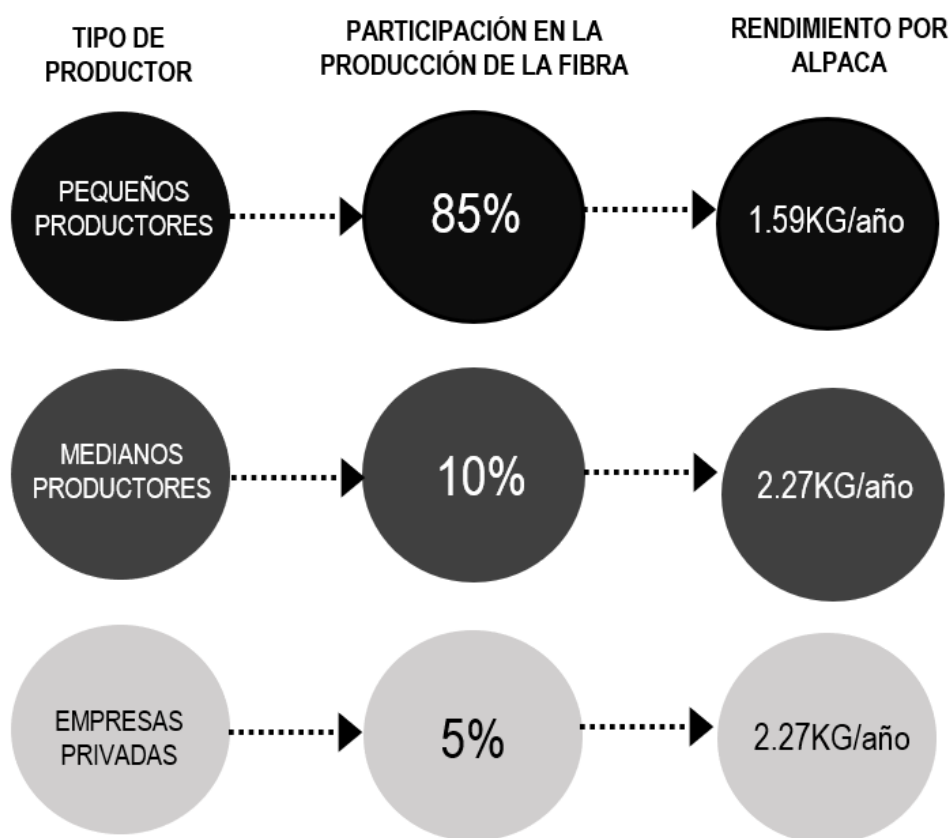 TIPO DE
PRODUCTOR
PARTICIPACIÓN EN LA
PRODUCCIÓN DE LA FIBRA
RENDIMIENTO POR
ALPACA
PEQUEÑOS
PRODUCTORES
85%
1.59KG/año
MEDIANOS
PRODUCTORES
10%
2.27KG/año
EMPRESAS
PRIVADAS
5%
2.27KG/año